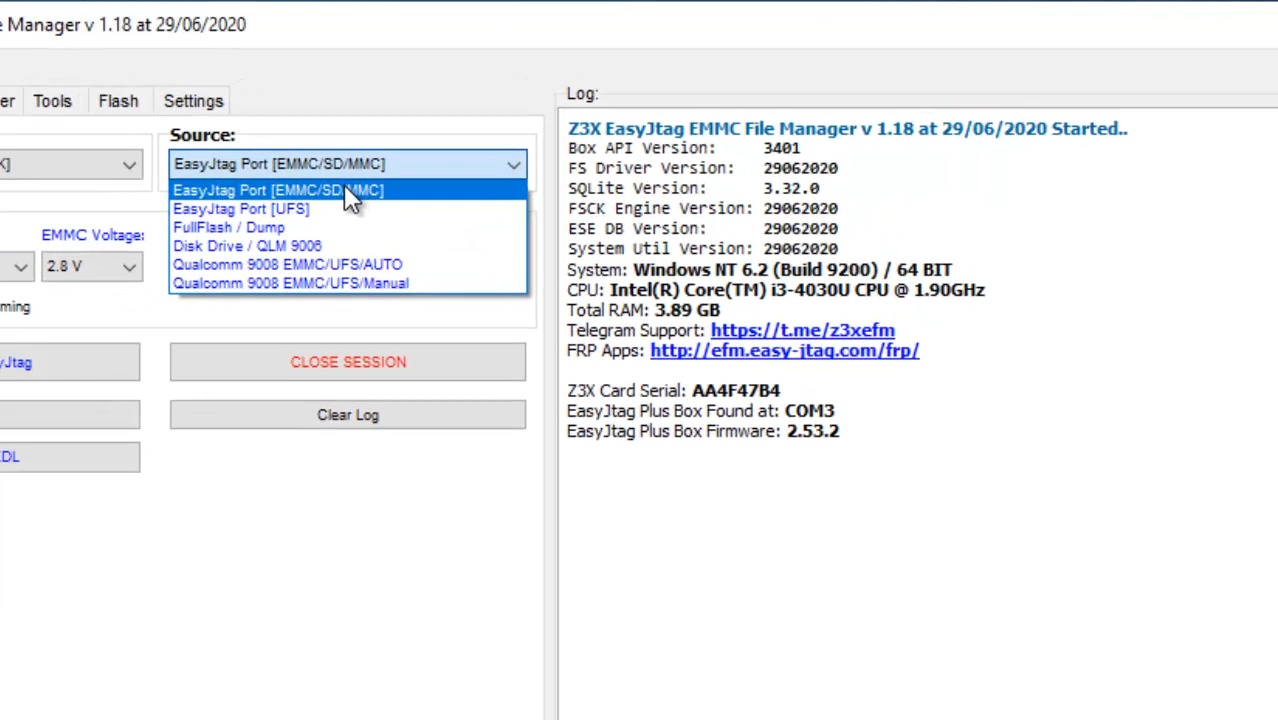 e Manager v 1.18 at 29/06/2020
er Tools Flash Settings
Log:
Source:
K]
EasyJtag Port [EMMC/SD/MMC]
EasyJtag Port [EMMC/SD/MMC]
EasyJtag Port [UFS]
FullFlash / Dump
Disk Drive / QLM 9006
Qualcomm 9008 EMMC/UFS/AUTO
Qualcomm 9008 EMMC/UFS/Manual
EMMC Voltage:
2.8 V
ming
yJtag
CLOSE SESSION
Clear Log
EDL
Z3X EasyJtag EMMC File Manager v 1.18 at 29/06/2020 Started..
Box API Version: 3401
FS Driver Version: 29062020
SQLite Version: 3.32.0
FSCK Engine Version: 29062020
ESE DB Version: 29062020
System Util Version: 29062020
System: Windows NT 6.2 (Build 9200) / 64 BIT
CPU: Intel(R) Core(TM) i3-4030U CPU @ 1.90GHz
Total RAM: 3.89 GB
Telegram Support: https://t.me/z3xefm
FRP Apps: http://efm.easy-jtag.com/frp/
Z3X Card Serial: AA4F47B4
EasyJtag Plus Box Found at: COM3
EasyJtag Plus Box Firmware: 2.53.2